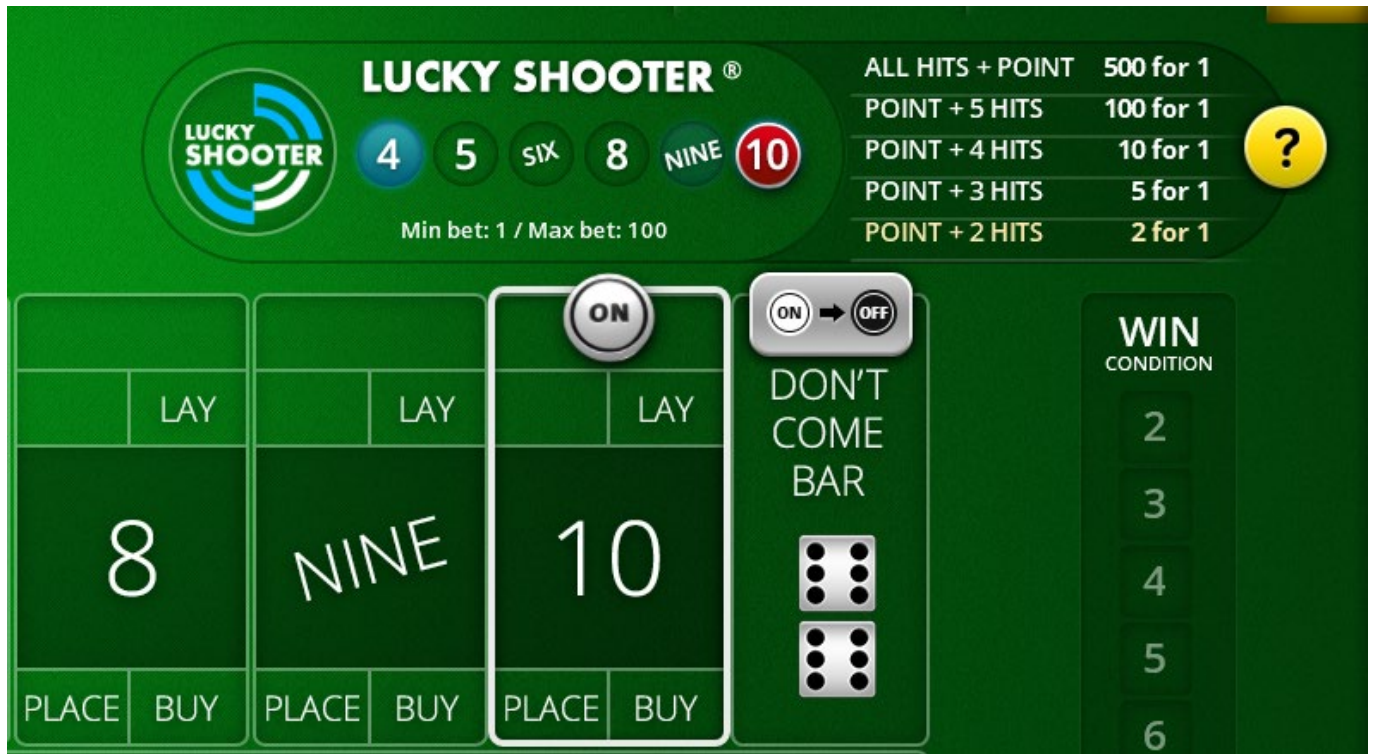 LUCKY SHOOTER
LUCKY SHOOTER ®
4 5 SIX 8 NINE 10
Min bet: 1 / Max bet: 100
ALL HITS + POINT 500 for 1
POINT + 5 HITS 100 for 1
POINT + 4 HITS 10 for 1
POINT + 3 HITS 5 for 1
POINT + 2 HITS 2 for 1
?
ON
ON OFF
LAY LAY LAY
8 NINE 10
PLACE BUY PLACE BUY PLACE BUY
DON'T
COME
BAR
WIN
CONDITION
2
3
4
5
6